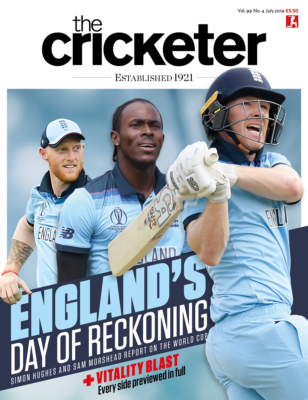 Vol. 99 No. 4 July 2019 £5.50
the
cricketer
ESTABLISHED 1921
ENGLAND
ENGLAND'S
DAY OF RECKONING
SIMON HUGHES AND SAM MORSHEAD REPORT ON THE WORLD CUP
+ VITALITY BLAST
Every side previewed in full